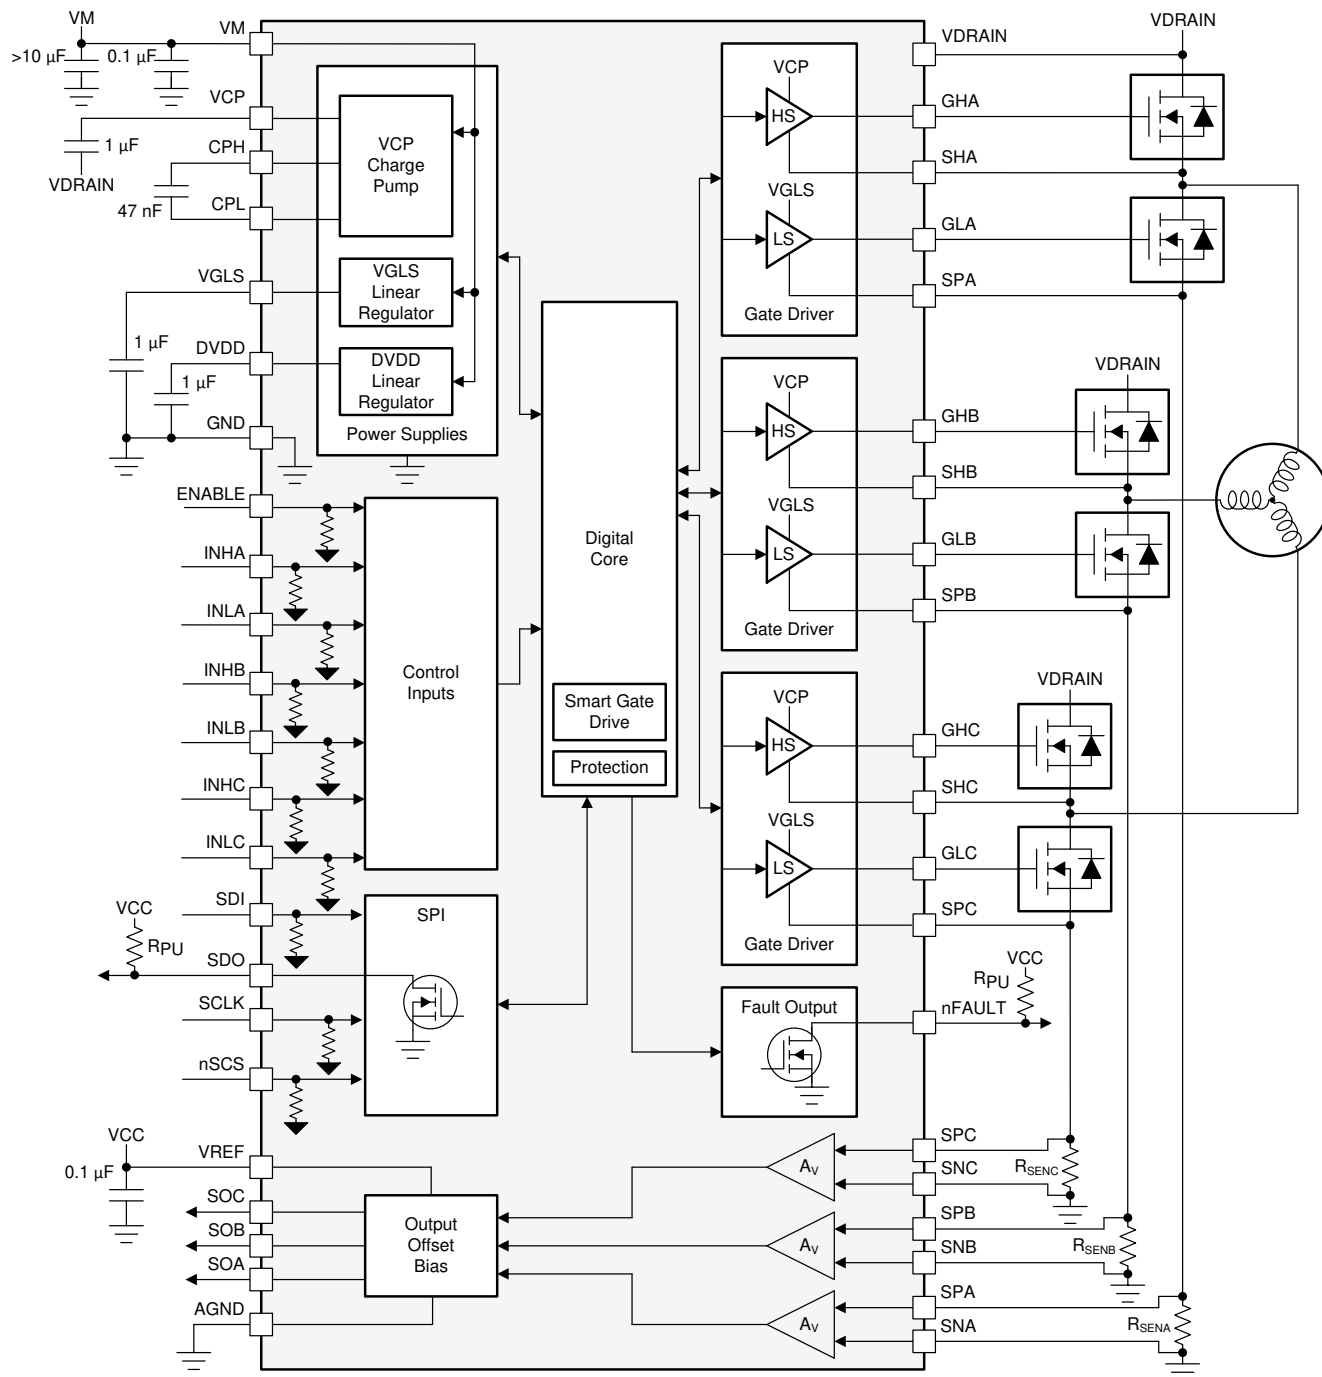 VM
>10 µF
0.1 µF
VM
VCP
1 µF
VDRAIN
CPH
47 nF
CPL
VGLS
1 µF
DVDD
1 µF
GND
VCP
Charge
Pump
VGLS
Linear
Regulator
DVDD
Linear
Regulator
Power Supplies
ENABLE
INHA
INLA
INHB
INLB
INHC
INLC
Control
Inputs
SDI
VCC
RPU
SDO
SCLK
nSCS
SPI
VCC
0.1 µF
VREF
SOC
SOB
SOA
AGND
Output
Offset
Bias
Digital
Core
Smart Gate
Drive
Protection
VCP
HS
VGLS
LS
Gate Driver
VCP
HS
VGLS
LS
Gate Driver
VCP
HS
VGLS
LS
Gate Driver
Fault Output
AV
AV
AV
VDRAIN
VDRAIN
GHA
SHA
GLA
SPA
VDRAIN
GHB
SHB
GLB
SPB
VDRAIN
GHC
SHC
GLC
SPC
VCC
RPU
nFAULT
SPC
SNC
RSENC
SPB
SNB
RSENB
SPA
SNA
RSENA